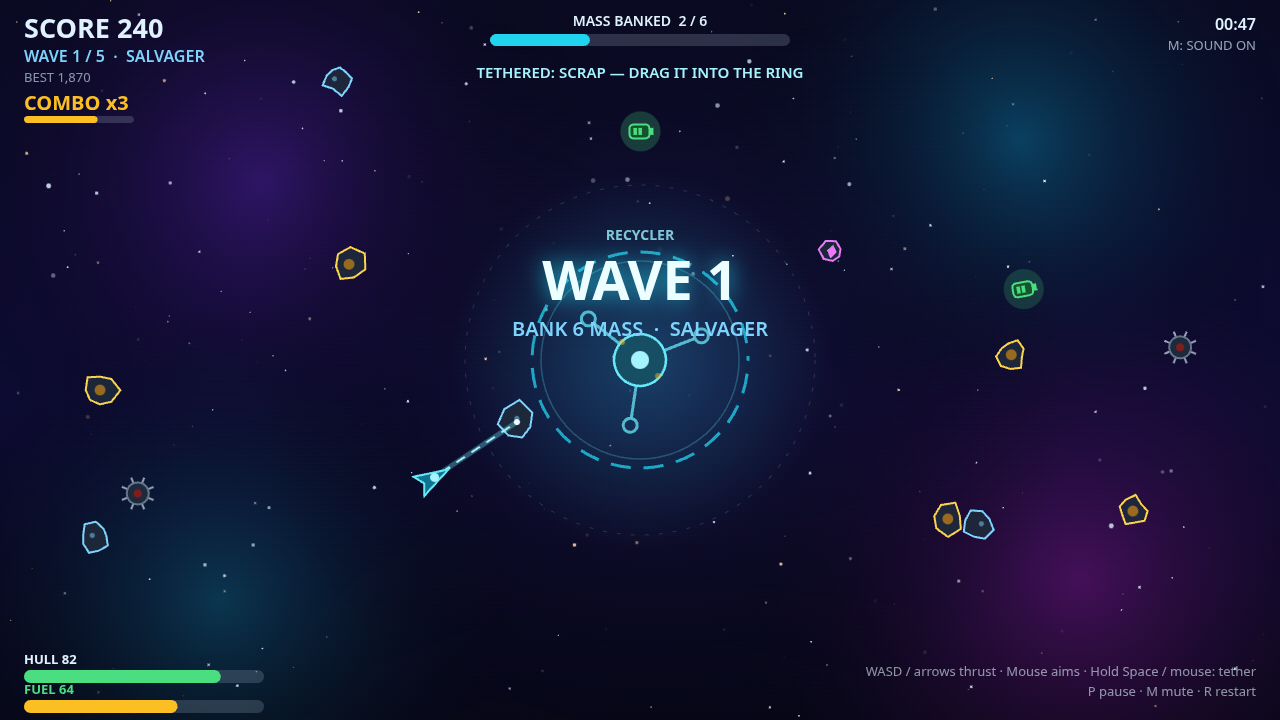 SCORE 240
WAVE 1 / 5 · SALVAGER
BEST 1,870
COMBO x3
MASS BANKED 2 / 6
TETHERED: SCRAP — DRAG IT INTO THE RING
00:47
M: SOUND ON
RECYCLER
WAVE 1
BANK 6 MASS · SALVAGER
HULL 82
FUEL 64
WASD / arrows thrust · Mouse aims · Hold Space / mouse: tether
P pause · M mute · R restart